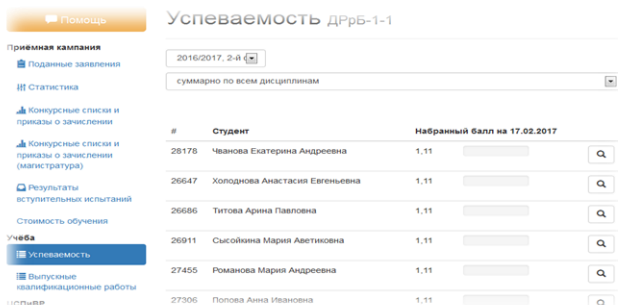 Помощь
Приёмная кампания
Поданные заявления
Статистика
Конкурсные списки и
приказы о зачислении
Конкурсные списки и
приказы о зачислении
(магистратура)
Результаты
вступительных испытаний
Стоимость обучения
Учёба
Успеваемость
Выпускные
квалификационные работы
ЦСПиВР
Успеваемость ДРрБ-1-1
2016/2017, 2-й с
суммарно по всем дисциплинам
# Студент Набранный балл на 17.02.2017
28178 Чванова Екатерина Андреевна 1,11
26647 Холоднова Анастасия Евгеньевна 1,11
26686 Титова Арина Павловна 1,11
26911 Сысойкина Мария Аветиковна 1,11
27455 Романова Мария Андреевна 1,11
27306 Попова Анна Ивановна 1,11